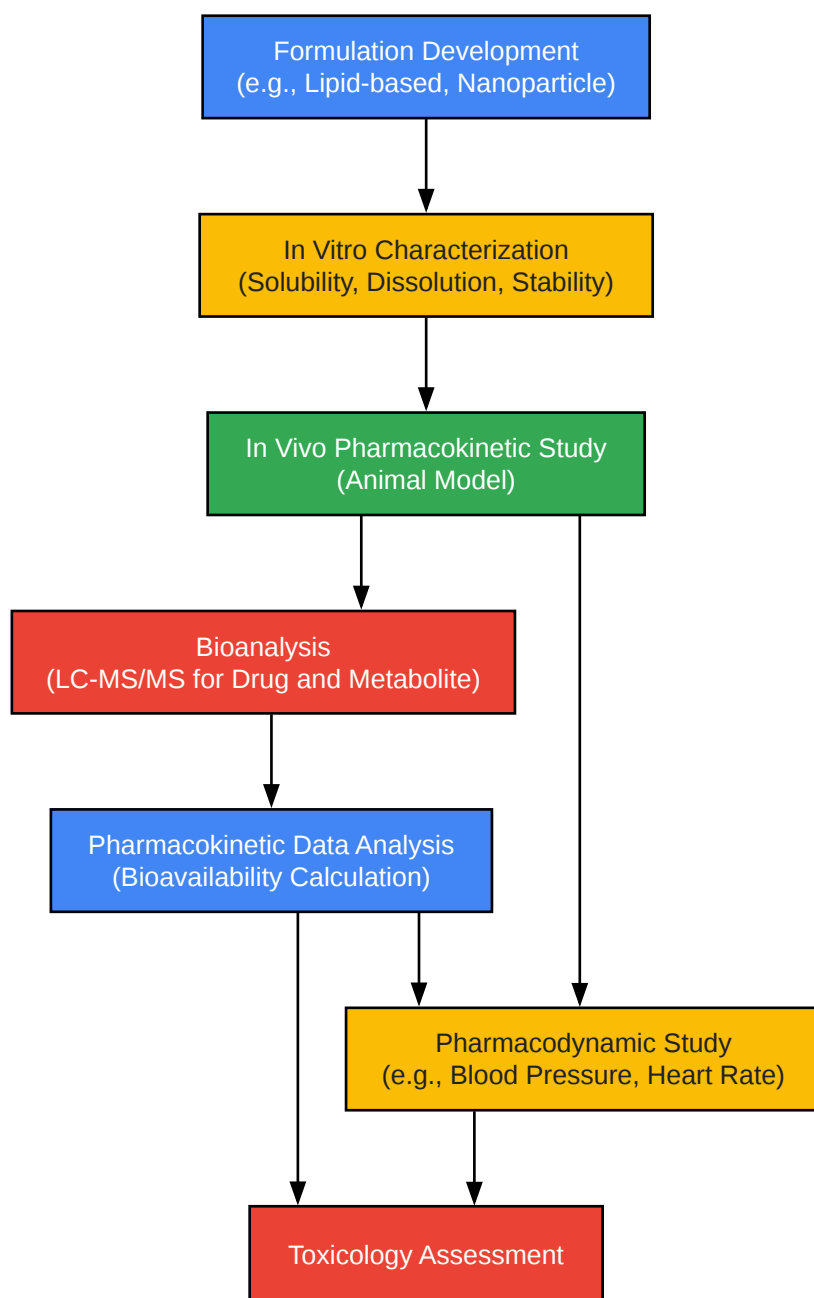 Formulation Development
(e.g., Lipid-based, Nanoparticle)
In Vitro Characterization
(Solubility, Dissolution, Stability)
In Vivo Pharmacokinetic Study
(Animal Model)
Bioanalysis
(LC-MS/MS for Drug and Metabolite)
Pharmacokinetic Data Analysis
(Bioavailability Calculation)
Pharmacodynamic Study
(e.g., Blood Pressure, Heart Rate)
Toxicology Assessment